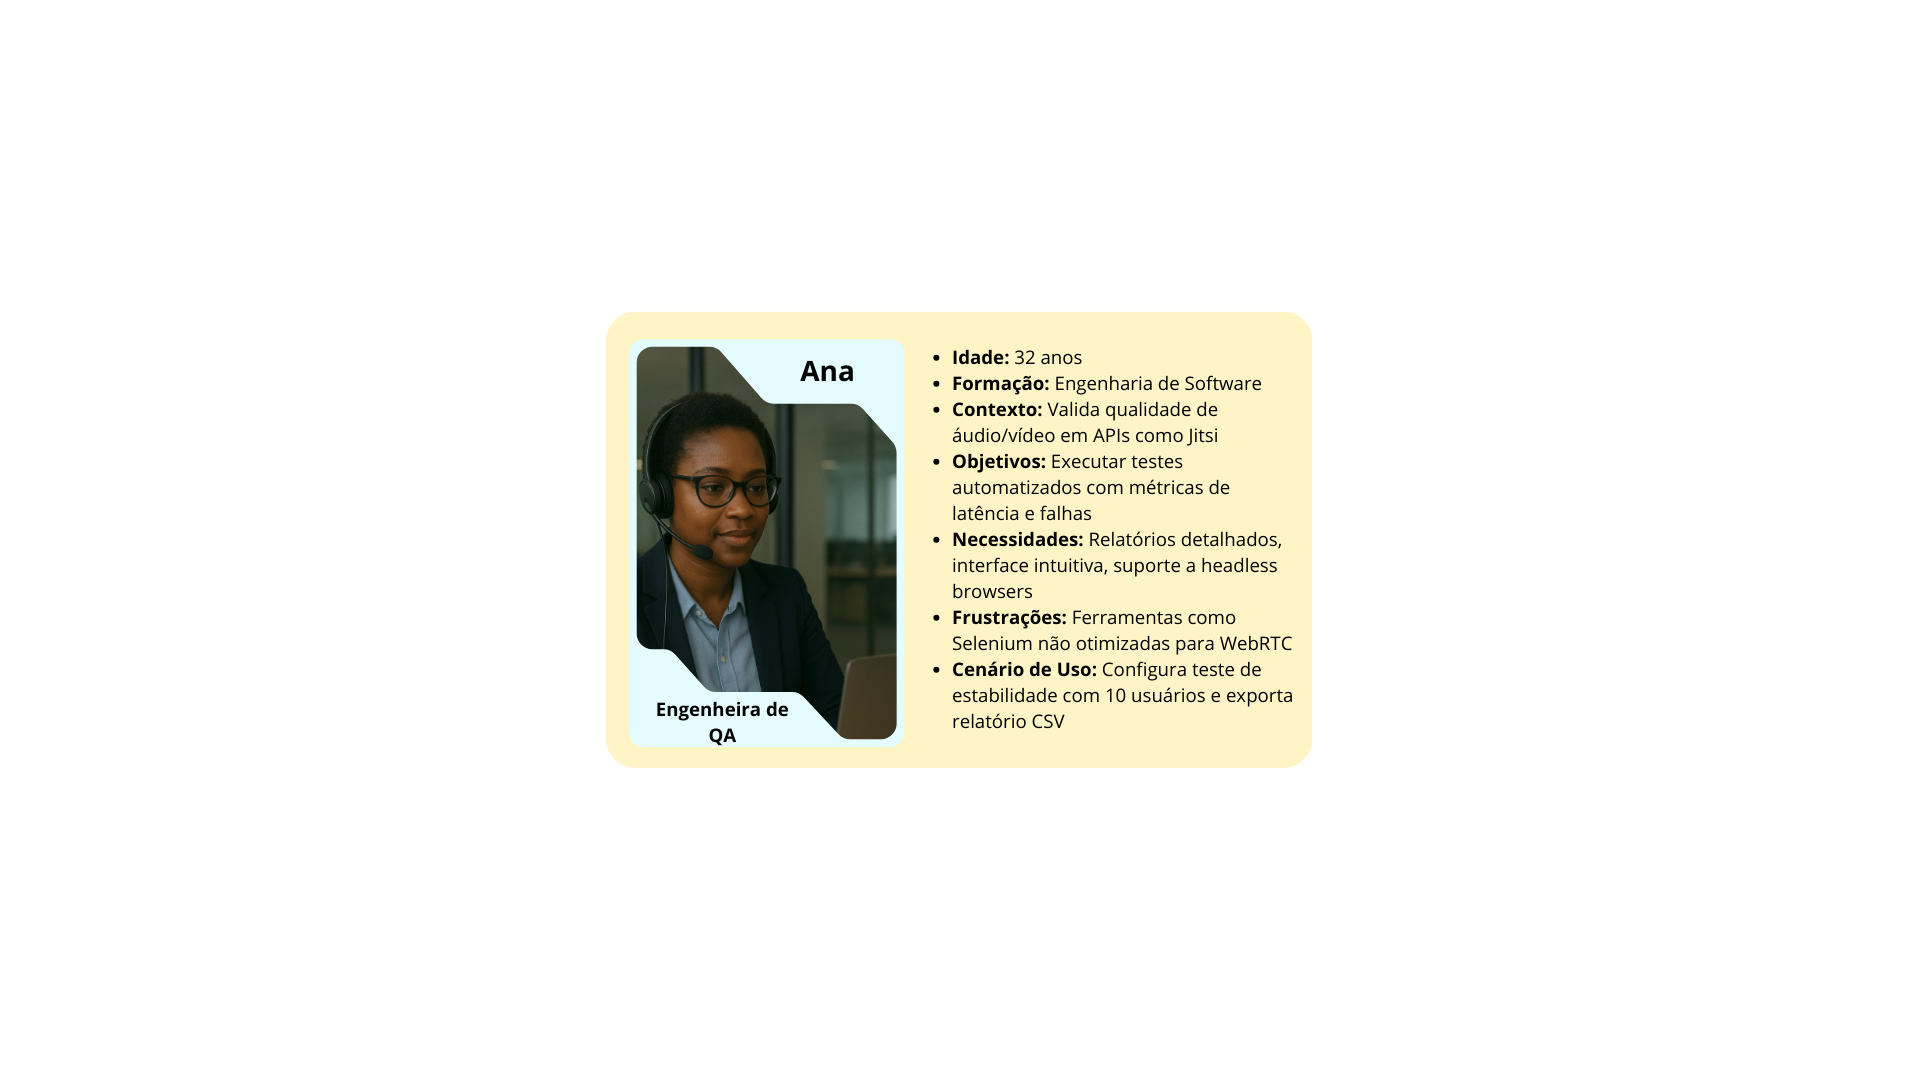 Ana
Engenheira de
QA
Idade: 32 anos
Formação: Engenharia de Software
Contexto: Valida qualidade de
áudio/vídeo em APIs como Jitsi
Objetivos: Executar testes
automatizados com métricas de
latência e falhas
Necessidades: Relatórios detalhados,
interface intuitiva, suporte a headless
browsers
Frustrações: Ferramentas como
Selenium não otimizadas para WebRTC
Cenário de Uso: Configura teste de
estabilidade com 10 usuários e exporta
relatório CSV